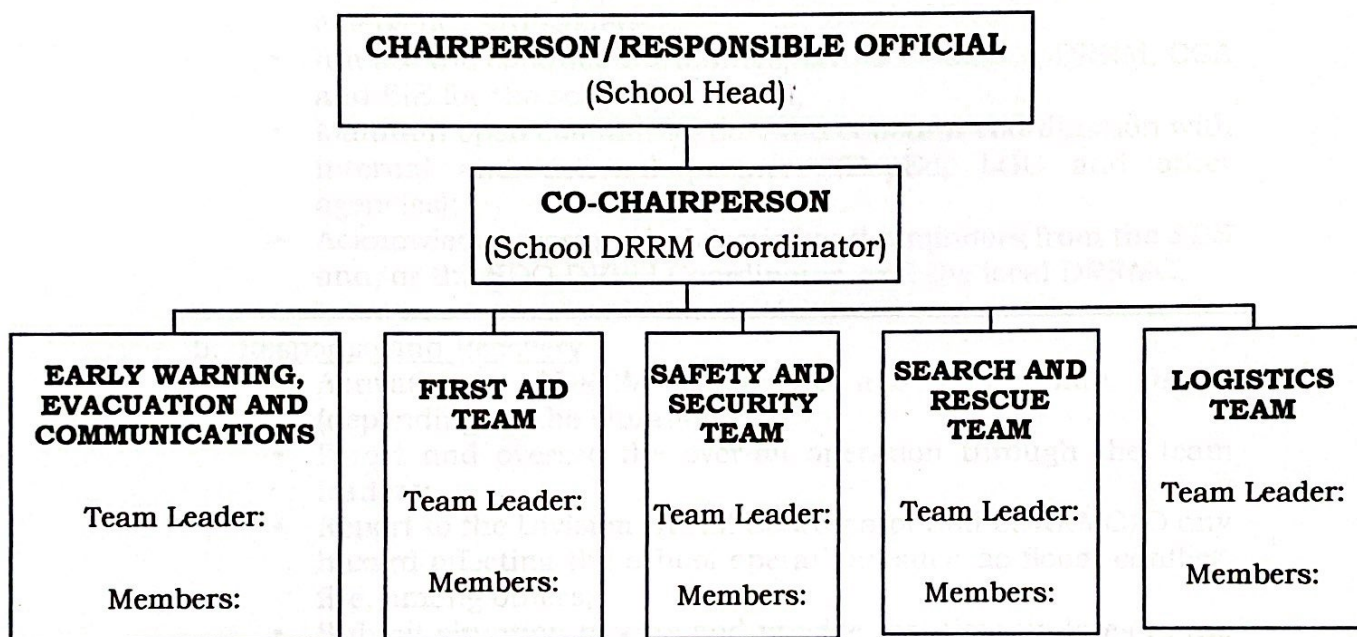 CHAIRPERSON/RESPONSIBLE OFFICIAL
(School Head)
CO-CHAIRPERSON
(School DRRM Coordinator)
EARLY WARNING,
EVACUATION AND
COMMUNICATIONS
Team Leader:
Members:
FIRST AID
TEAM
Team Leader:
Members:
SAFETY AND
SECURITY
TEAM
Team Leader:
Members:
SEARCH AND
RESCUE
TEAM
Team Leader:
Members:
LOGISTICS
TEAM
Team Leader:
Members: